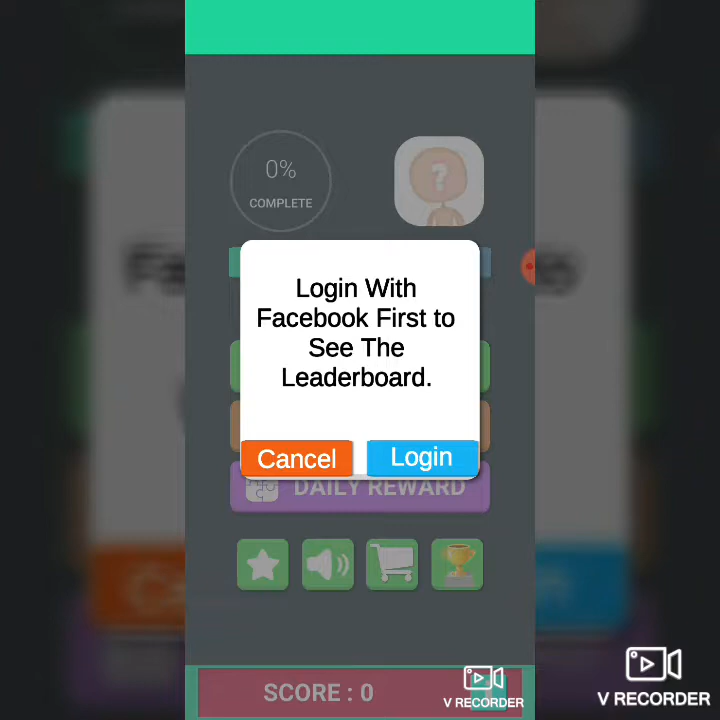 0%
COMPLETE
Login With
Facebook First to
See The
Leaderboard.
Cancel
Login
DAILY REWARD
SCORE : 0
V RECORDER
V RECORDER